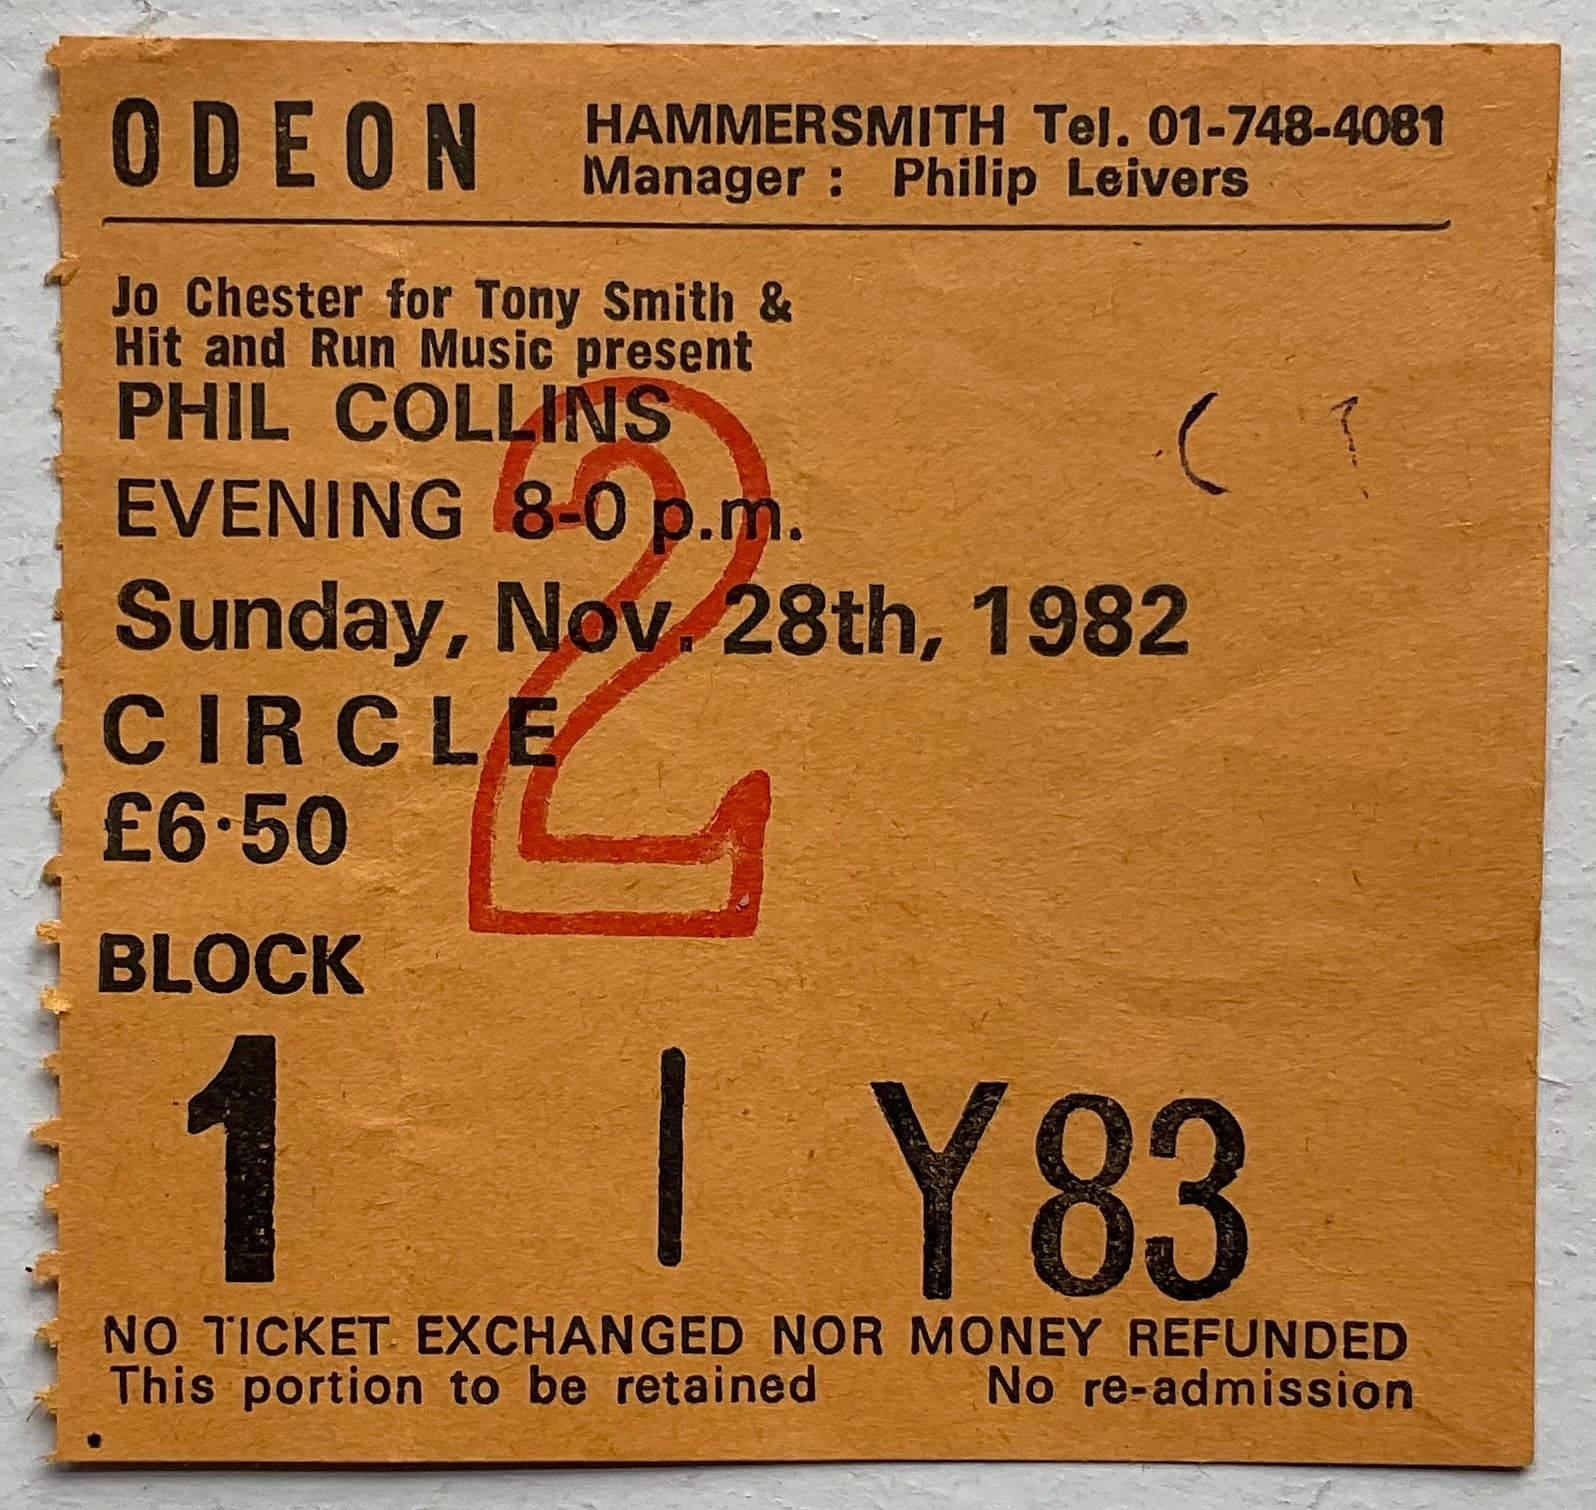 ODEON
HAMMERSMITH Tel. 01-748-4081
Manager : Philip Leivers
Jo Chester for Tony Smith &
Hit and Run Music present
PHIL COLLINS
EVENING 8-0 p.m.
Sunday, Nov. 28th, 1982
CIRCLE
£6·50
2
BLOCK
1 | Y83
NO TICKET EXCHANGED NOR MONEY REFUNDED
This portion to be retained No re-admission